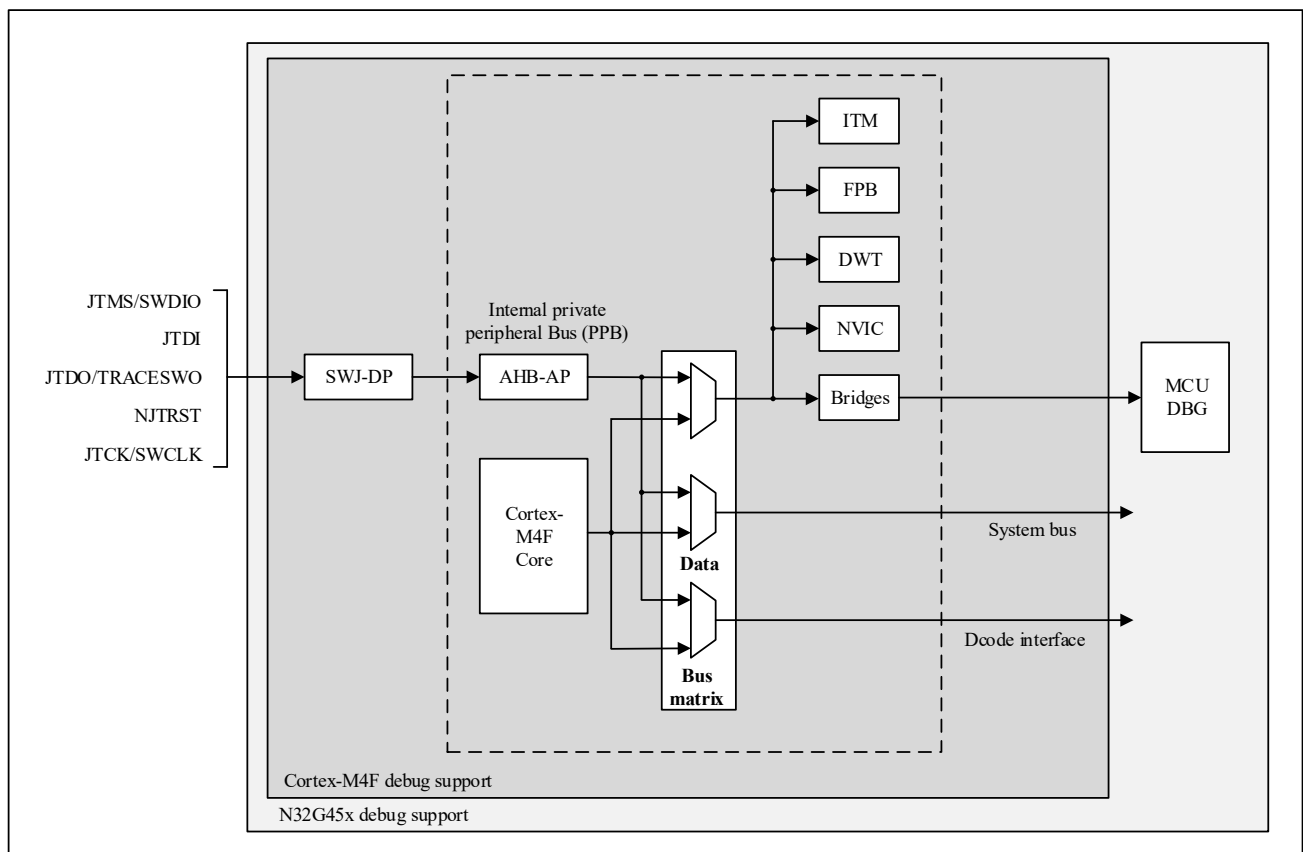 ITM
FPB
DWT
NVIC
Bridges
Internal private
peripheral Bus (PPB)
JTMS/SWDIO
JTDI
JTDO/TRACESWO
NJTRST
JTCK/SWCLK
SWJ-DP
AHB-AP
MCU
DBG
Cortex-
M4F
Core
Data
System bus
Dcode interface
Bus
matrix
Cortex-M4F debug support
N32G45x debug support